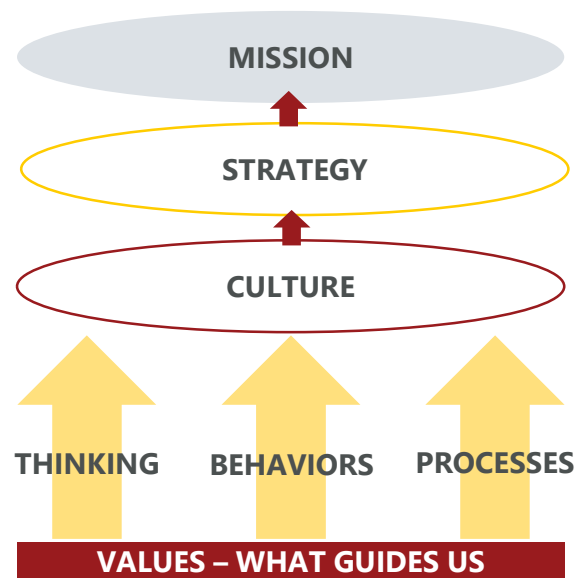 MISSION
STRATEGY
CULTURE
THINKING
BEHAVIORS
PROCESSES
VALUES – WHAT GUIDES US